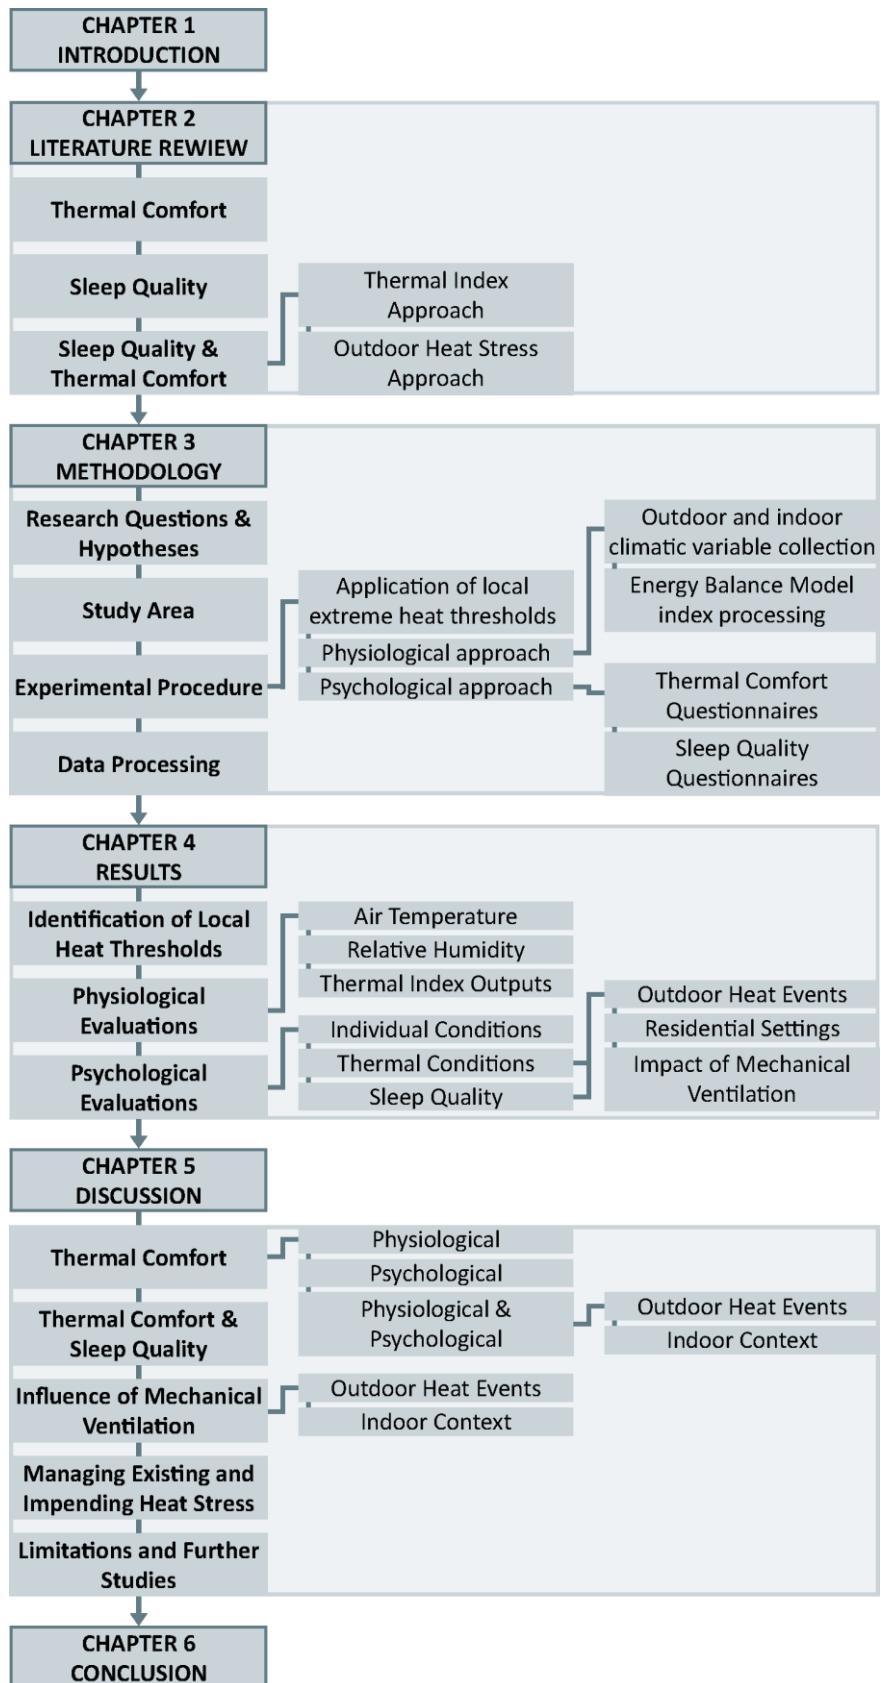 CHAPTER 1
INTRODUCTION
CHAPTER 2
LITERATURE REWIEW
Thermal Comfort
Sleep Quality
Sleep Quality &
Thermal Comfort
Thermal Index
Approach
Outdoor Heat Stress
Approach
CHAPTER 3
METHODOLOGY
Research Questions &
Hypotheses
Study Area
Experimental Procedure
Data Processing
Application of local
extreme heat thresholds
Physiological approach
Psychological approach
Outdoor and indoor
climatic variable collection
Energy Balance Model
index processing
Thermal Comfort
Questionnaires
Sleep Quality
Questionnaires
CHAPTER 4
RESULTS
Identification of Local
Heat Thresholds
Physiological
Evaluations
Psychological
Evaluations
Air Temperature
Relative Humidity
Thermal Index Outputs
Individual Conditions
Thermal Conditions
Sleep Quality
Outdoor Heat Events
Residential Settings
Impact of Mechanical
Ventilation
CHAPTER 5
DISCUSSION
Thermal Comfort
Thermal Comfort &
Sleep Quality
Influence of Mechanical
Ventilation
Managing Existing and
Impending Heat Stress
Limitations and Further
Studies
Physiological
Psychological
Physiological &
Psychological
Outdoor Heat Events
Indoor Context
Outdoor Heat Events
Indoor Context
CHAPTER 6
CONCLUSION